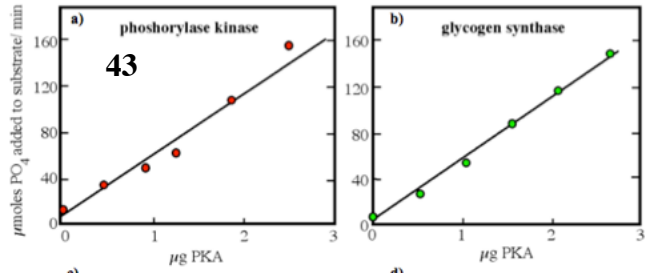 a)
phoshorylase kinase
43
160
120
80
40
0
0 1 2 3
µg PKA
µmoles PO4 added to substrate/ min
b)
glycogen synthase
160
120
80
40
0
0 1 2 3
µg PKA
c)
d)